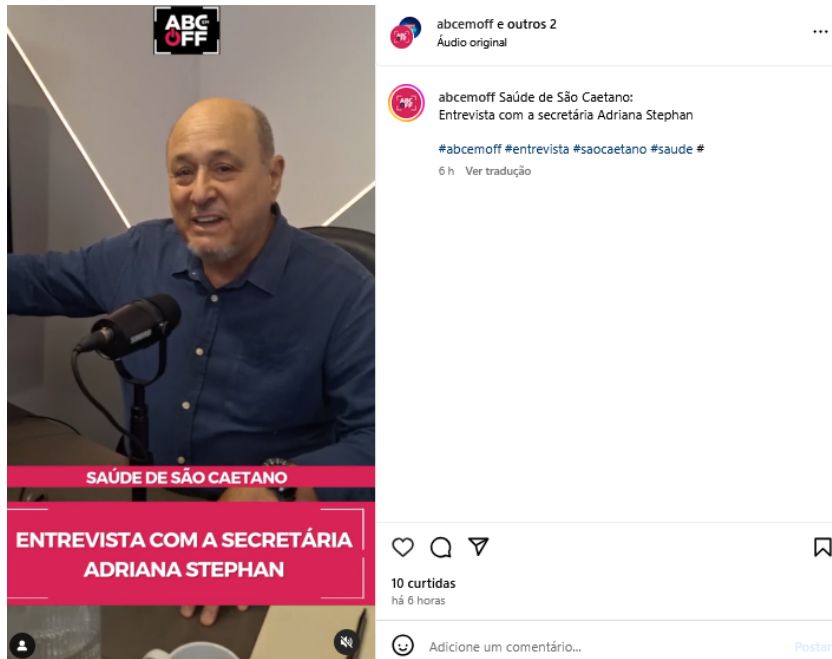 ABC
OFF
SAÚDE DE SÃO CAETANO
ENTREVISTA COM A SECRETÁRIA
ADRIANA STEPHAN
abcemoff e outros 2
Áudio original
abcemoff Saúde de São Caetano:
Entrevista com a secretária Adriana Stephan
#abcemoff #entrevista #saocaetano #saude #
6 h Ver tradução
10 curtidas
há 6 horas
Adicione um comentário...
Postar